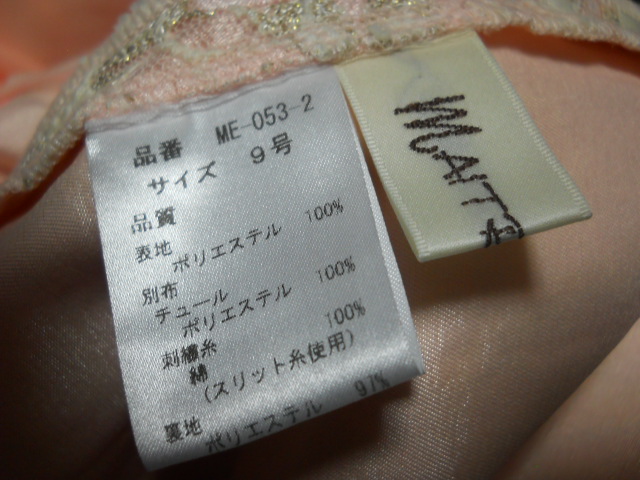 品番 ME-053-2
サイズ 9号
品質
表地
ポリエステル 100%
別布
チュール
ポリエステル 100%
刺繍糸
綿 100%
(スリット糸使用)
裏地
ポリエステル 97%